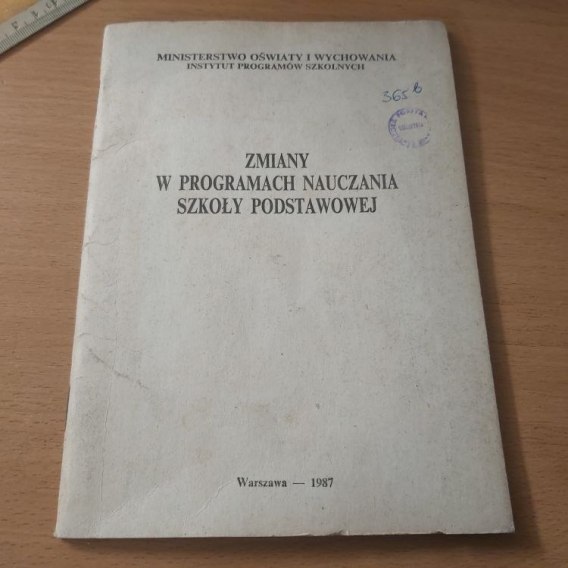 MINISTERSTWO OŚWIATY I WYCHOWANIA
INSTYTUT PROGRAMÓW SZKOLNYCH
365 b
ZMIANY
W PROGRAMACH NAUCZANIA
SZKOŁY PODSTAWOWEJ
Warszawa — 1987